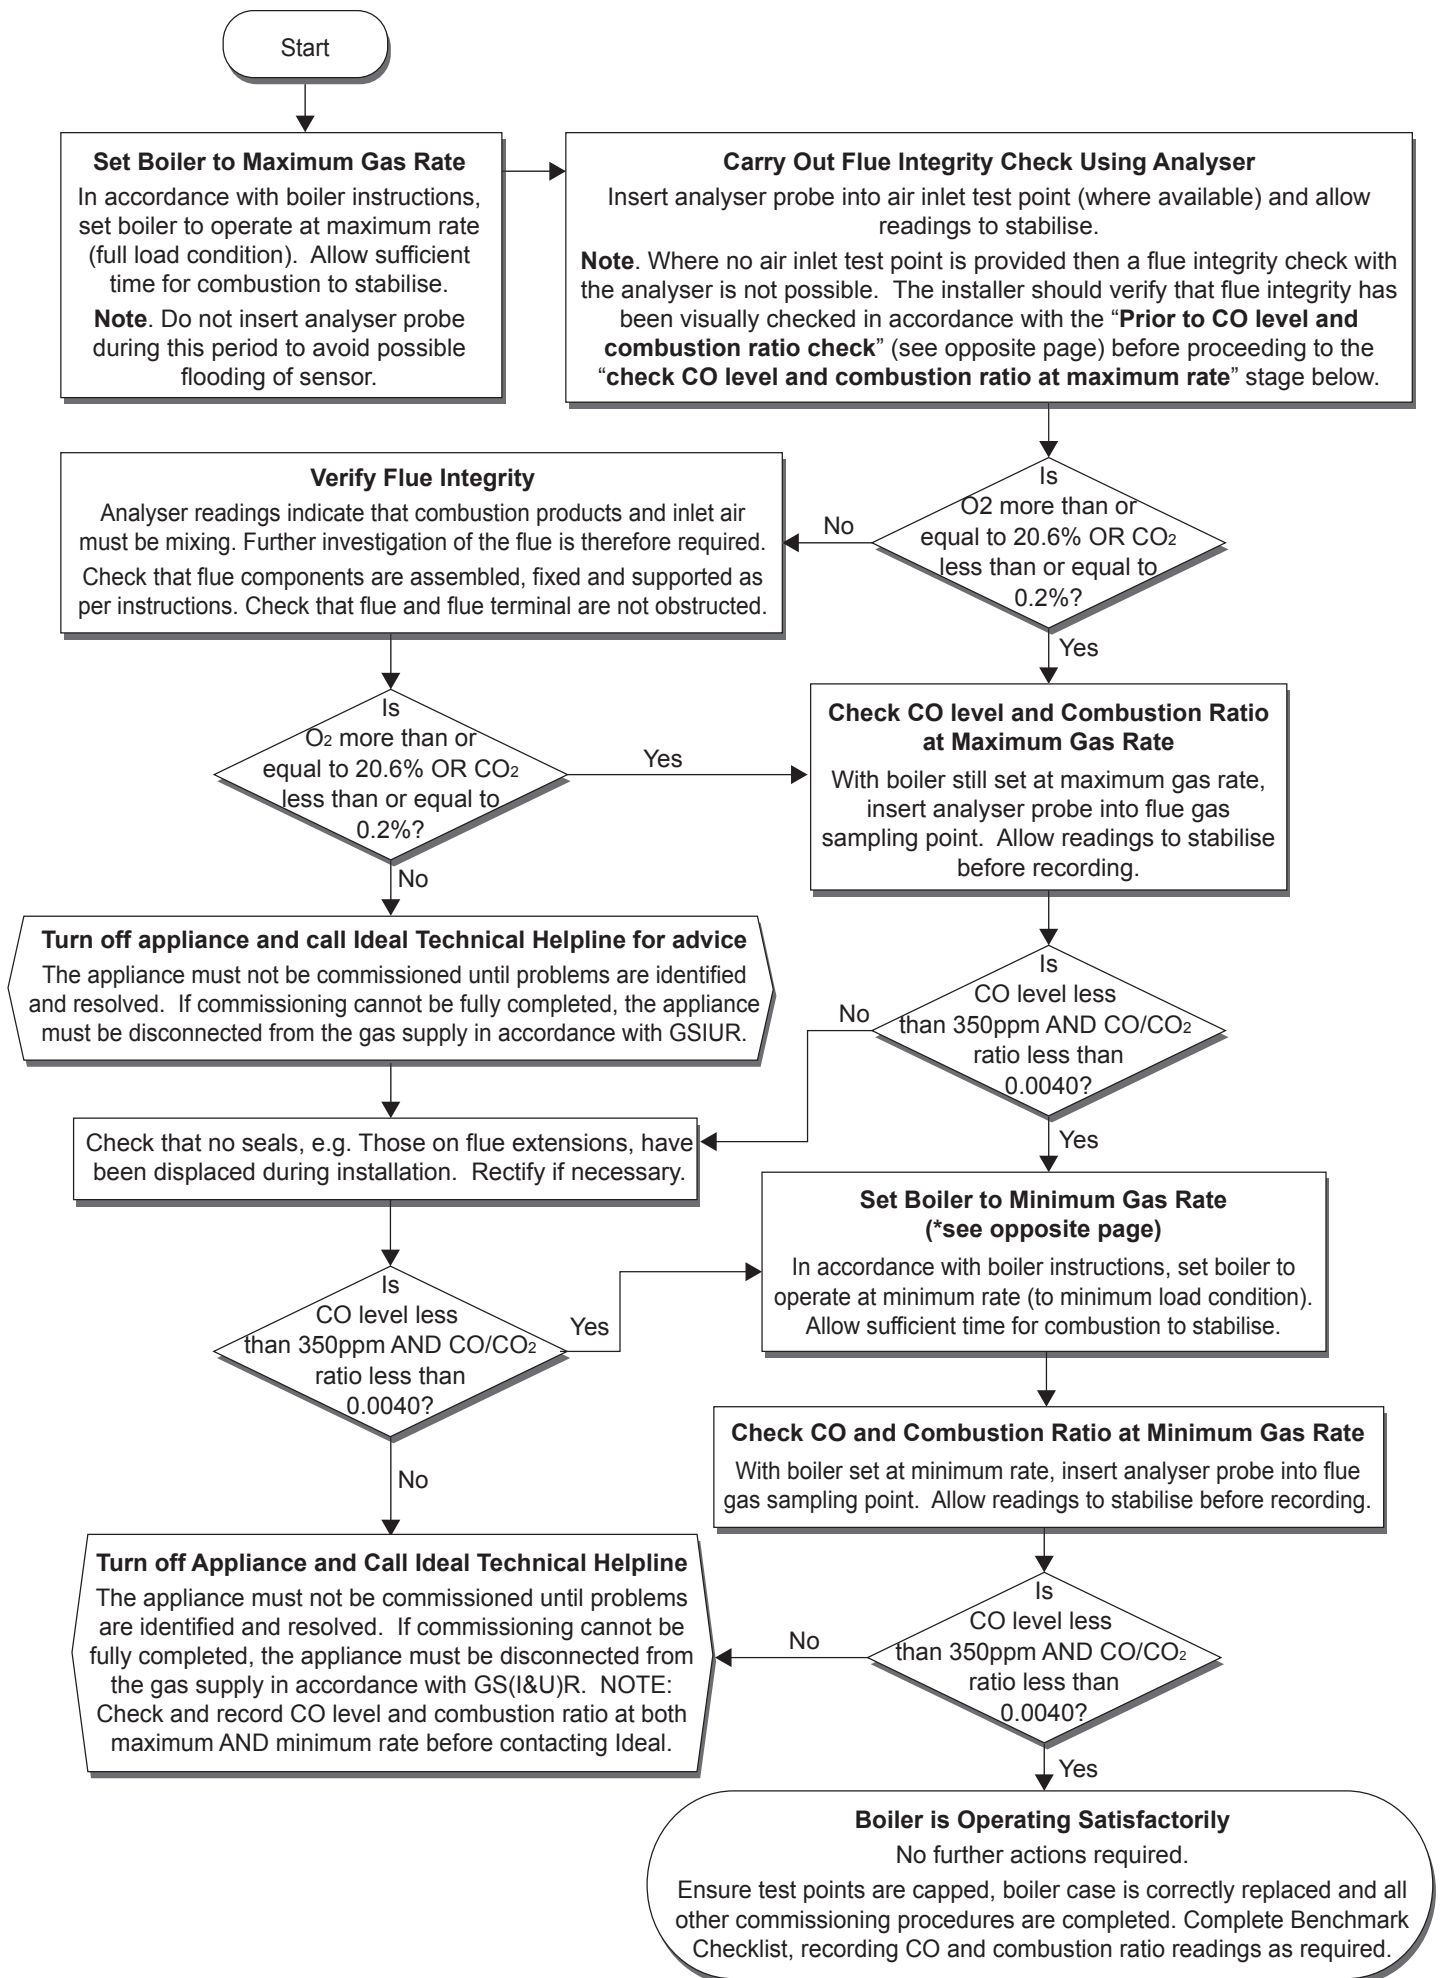 Start
Set Boiler to Maximum Gas Rate
In accordance with boiler instructions,
set boiler to operate at maximum rate
(full load condition).  Allow sufficient
time for combustion to stabilise.
Note. Do not insert analyser probe
during this period to avoid possible
flooding of sensor.
Carry Out Flue Integrity Check Using Analyser
Insert analyser probe into air inlet test point (where available) and allow
readings to stabilise.
Note. Where no air inlet test point is provided then a flue integrity check with
the analyser is not possible.  The installer should verify that flue integrity has
been visually checked in accordance with the “Prior to CO level and
combustion ratio check” (see opposite page) before proceeding to the
“check CO level and combustion ratio at maximum rate” stage below.
Is
O2 more than or
equal to 20.6% OR CO2
less than or equal to
0.2%?
No
Yes
Verify Flue Integrity
Analyser readings indicate that combustion products and inlet air
must be mixing. Further investigation of the flue is therefore required.
Check that flue components are assembled, fixed and supported as
per instructions. Check that flue and flue terminal are not obstructed.
Is
O2 more than or
equal to 20.6% OR CO2
less than or equal to
0.2%?
Yes
No
Check CO level and Combustion Ratio
at Maximum Gas Rate
With boiler still set at maximum gas rate,
insert analyser probe into flue gas
sampling point.  Allow readings to stabilise
before recording.
Turn off appliance and call Ideal Technical Helpline for advice
The appliance must not be commissioned until problems are identified
and resolved.  If commissioning cannot be fully completed, the appliance
must be disconnected from the gas supply in accordance with GSIUR.
Is
CO level less
than 350ppm AND CO/CO2
ratio less than
0.0040?
No
Yes
Check that no seals, e.g. Those on flue extensions, have
been displaced during installation.  Rectify if necessary.
Set Boiler to Minimum Gas Rate
(*see opposite page)
In accordance with boiler instructions, set boiler to
operate at minimum rate (to minimum load condition).
Allow sufficient time for combustion to stabilise.
Is
CO level less
than 350ppm AND CO/CO2
ratio less than
0.0040?
Yes
No
Check CO and Combustion Ratio at Minimum Gas Rate
With boiler set at minimum rate, insert analyser probe into flue
gas sampling point.  Allow readings to stabilise before recording.
Turn off Appliance and Call Ideal Technical Helpline
The appliance must not be commissioned until problems
are identified and resolved.  If commissioning cannot be
fully completed, the appliance must be disconnected from
the gas supply in accordance with GS(I&U)R.  NOTE:
Check and record CO level and combustion ratio at both
maximum AND minimum rate before contacting Ideal.
Is
CO level less
than 350ppm AND CO/CO2
ratio less than
0.0040?
No
Yes
Boiler is Operating Satisfactorily
No further actions required.
Ensure test points are capped, boiler case is correctly replaced and all
other commissioning procedures are completed. Complete Benchmark
Checklist, recording CO and combustion ratio readings as required.